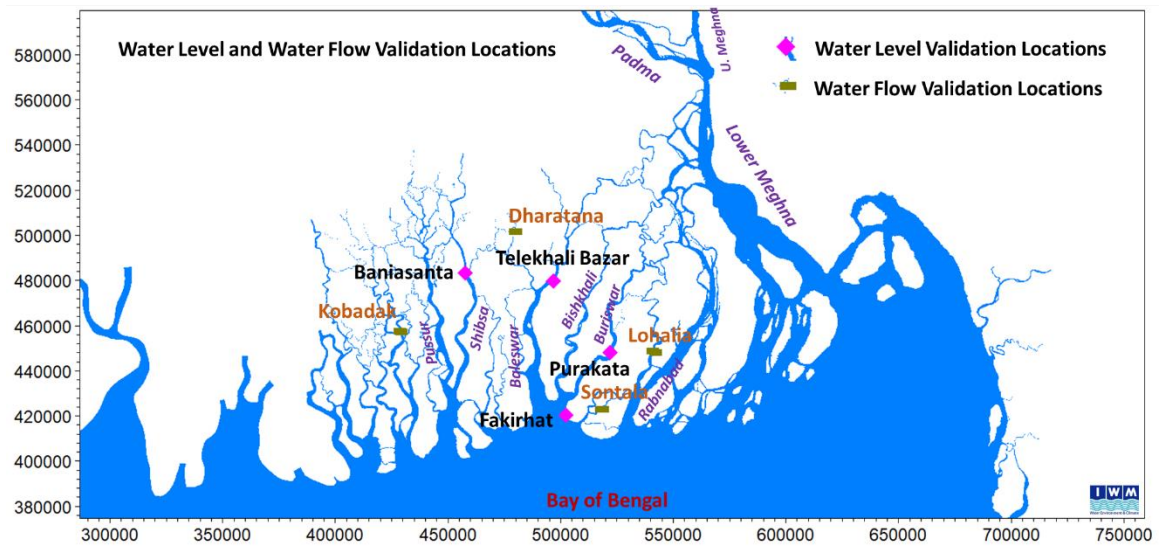 Water Level and Water Flow Validation Locations
Water Level Validation Locations
Water Flow Validation Locations
Padma
U. Meghna
Lower Meghna
Dharatana
Telekhali Bazar
Baniasanta
Kobadak
Pussur
Shibsa
Baleswar
Bishkhali
Buriswar
Lohalia
Purakata
Sontala
Rabnabad
Fakirhat
Bay of Bengal
IWM
580000
560000
540000
520000
500000
480000
460000
440000
420000
400000
380000
300000 350000 400000 450000 500000 550000 600000 650000 700000 750000